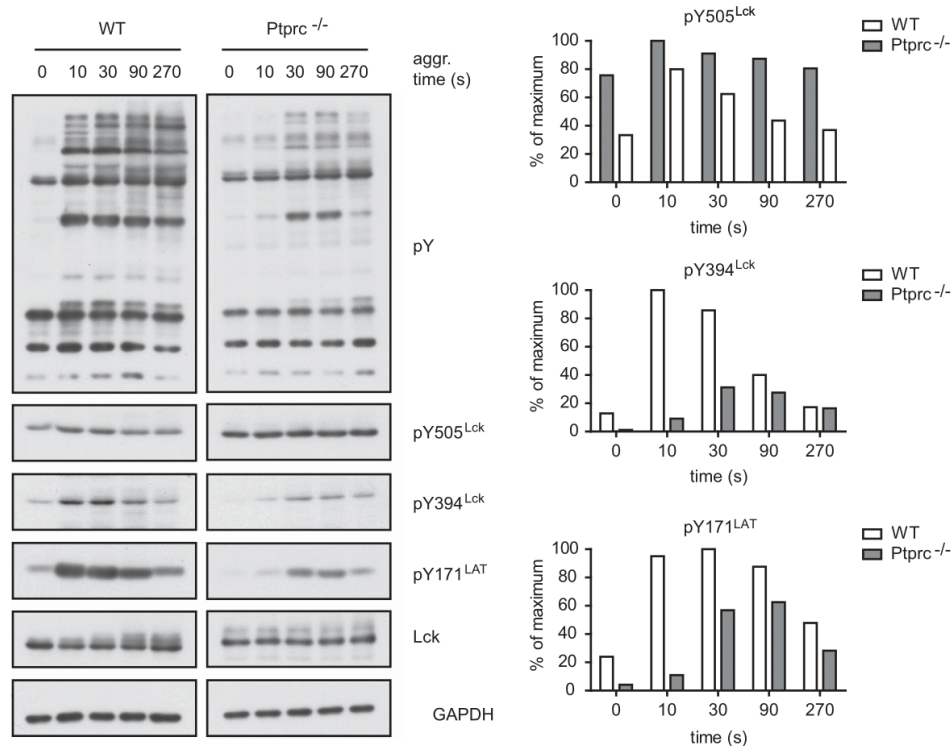 WT
Ptprc -/-
0 10 30 90 270
0 10 30 90 270
aggr.
time (s)
pY
pY505Lck
pY394Lck
pY171LAT
Lck
GAPDH
pY505Lck
WT
Ptprc-/-
% of maximum
100
80
60
40
20
0
0 10 30 90 270
time (s)
pY394Lck
WT
Ptprc-/-
% of maximum
100
80
60
40
20
0
0 10 30 90 270
time (s)
pY171LAT
WT
Ptprc-/-
% of maximum
100
80
60
40
20
0
0 10 30 90 270
time (s)